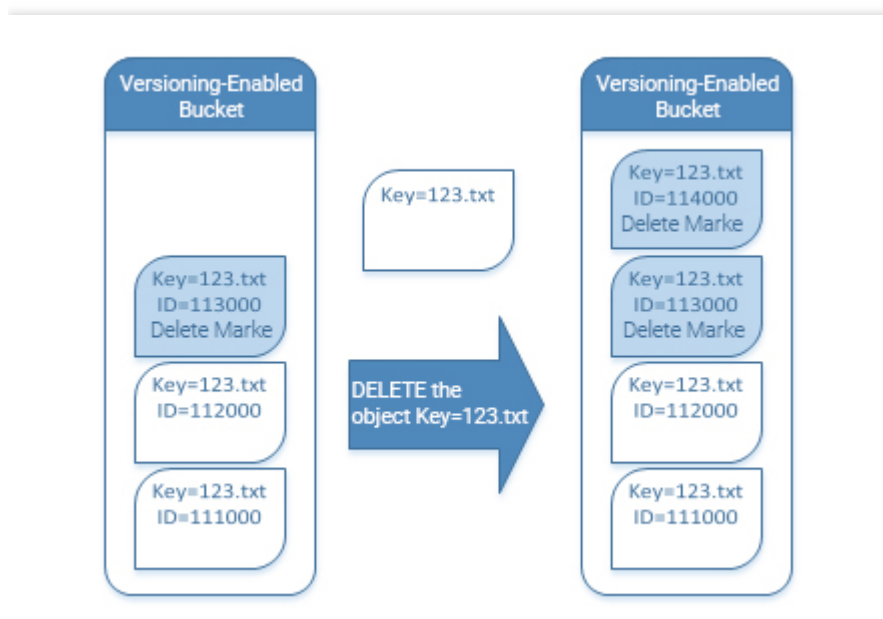 Versioning-Enabled
Bucket
Key=123.txt
ID=113000
Delete Marke
Key=123.txt
ID=112000
Key=123.txt
ID=111000
Key=123.txt
DELETE the
object Key=123.txt
Versioning-Enabled
Bucket
Key=123.txt
ID=114000
Delete Marke
Key=123.txt
ID=113000
Delete Marke
Key=123.txt
ID=112000
Key=123.txt
ID=111000